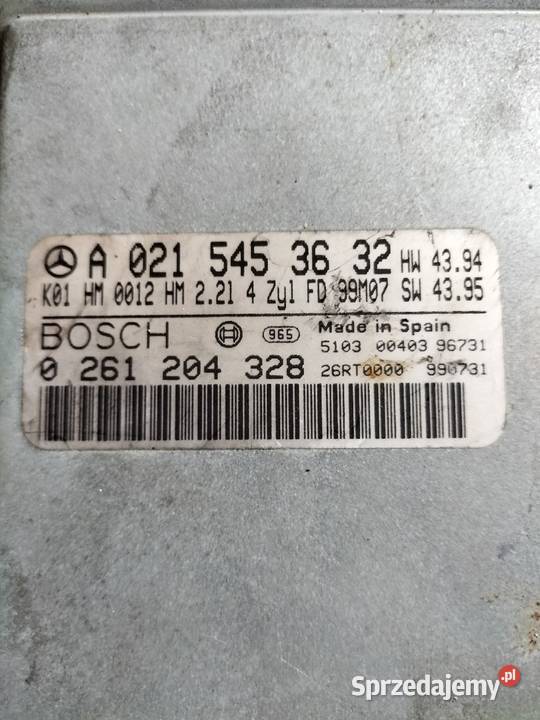 A 021 545 36 32 HW 43.94
K01 HM 0012 HM 2.2l 4 Zyl FD 99M07 SW 43.95
BOSCH 965 Made in Spain
5103 00403 96731
0 261 204 328 26RT0000 990731
Sprzedajemy.pl